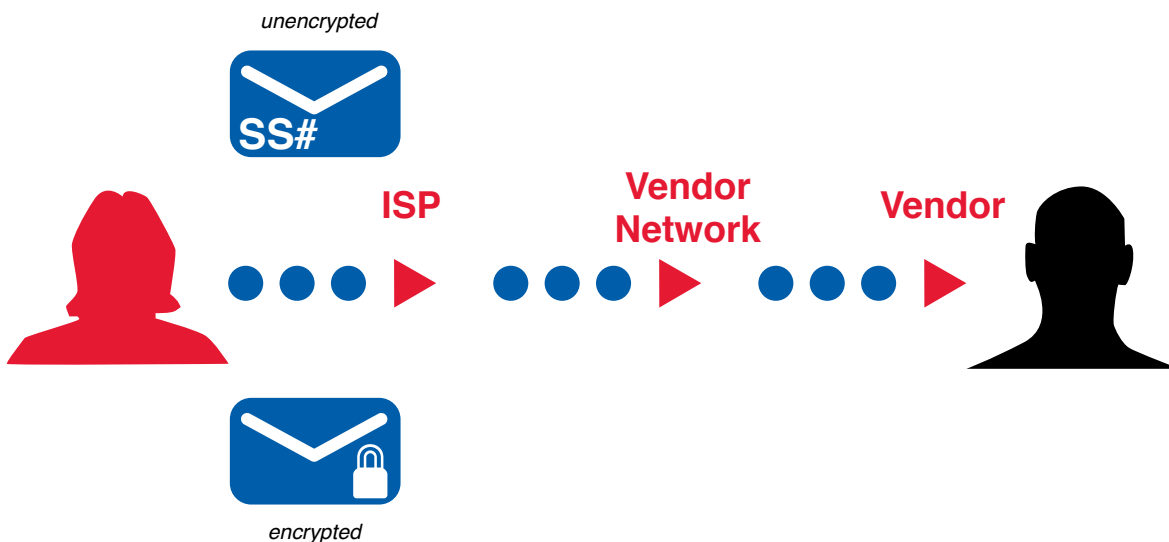 unencrypted
SS#
ISP
Vendor
Network
Vendor
encrypted